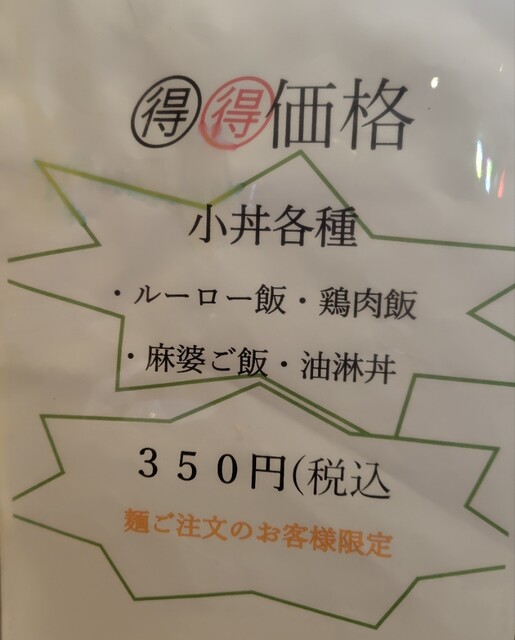 得得価格
小丼各種
・ルーロー飯・鶏肉飯
・麻婆ご飯・油淋丼
３５０円(税込
麺ご注文のお客様限定